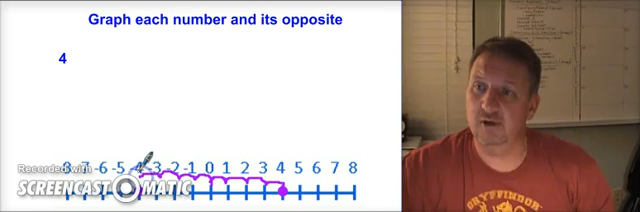 Graph each number and its opposite
4
-8 -7 -6 -5 -4 -3 -2 -1 0 1 2 3 4 5 6 7 8
Recorded with
SCREENCAST-O-MATIC
GRYFFINDOR